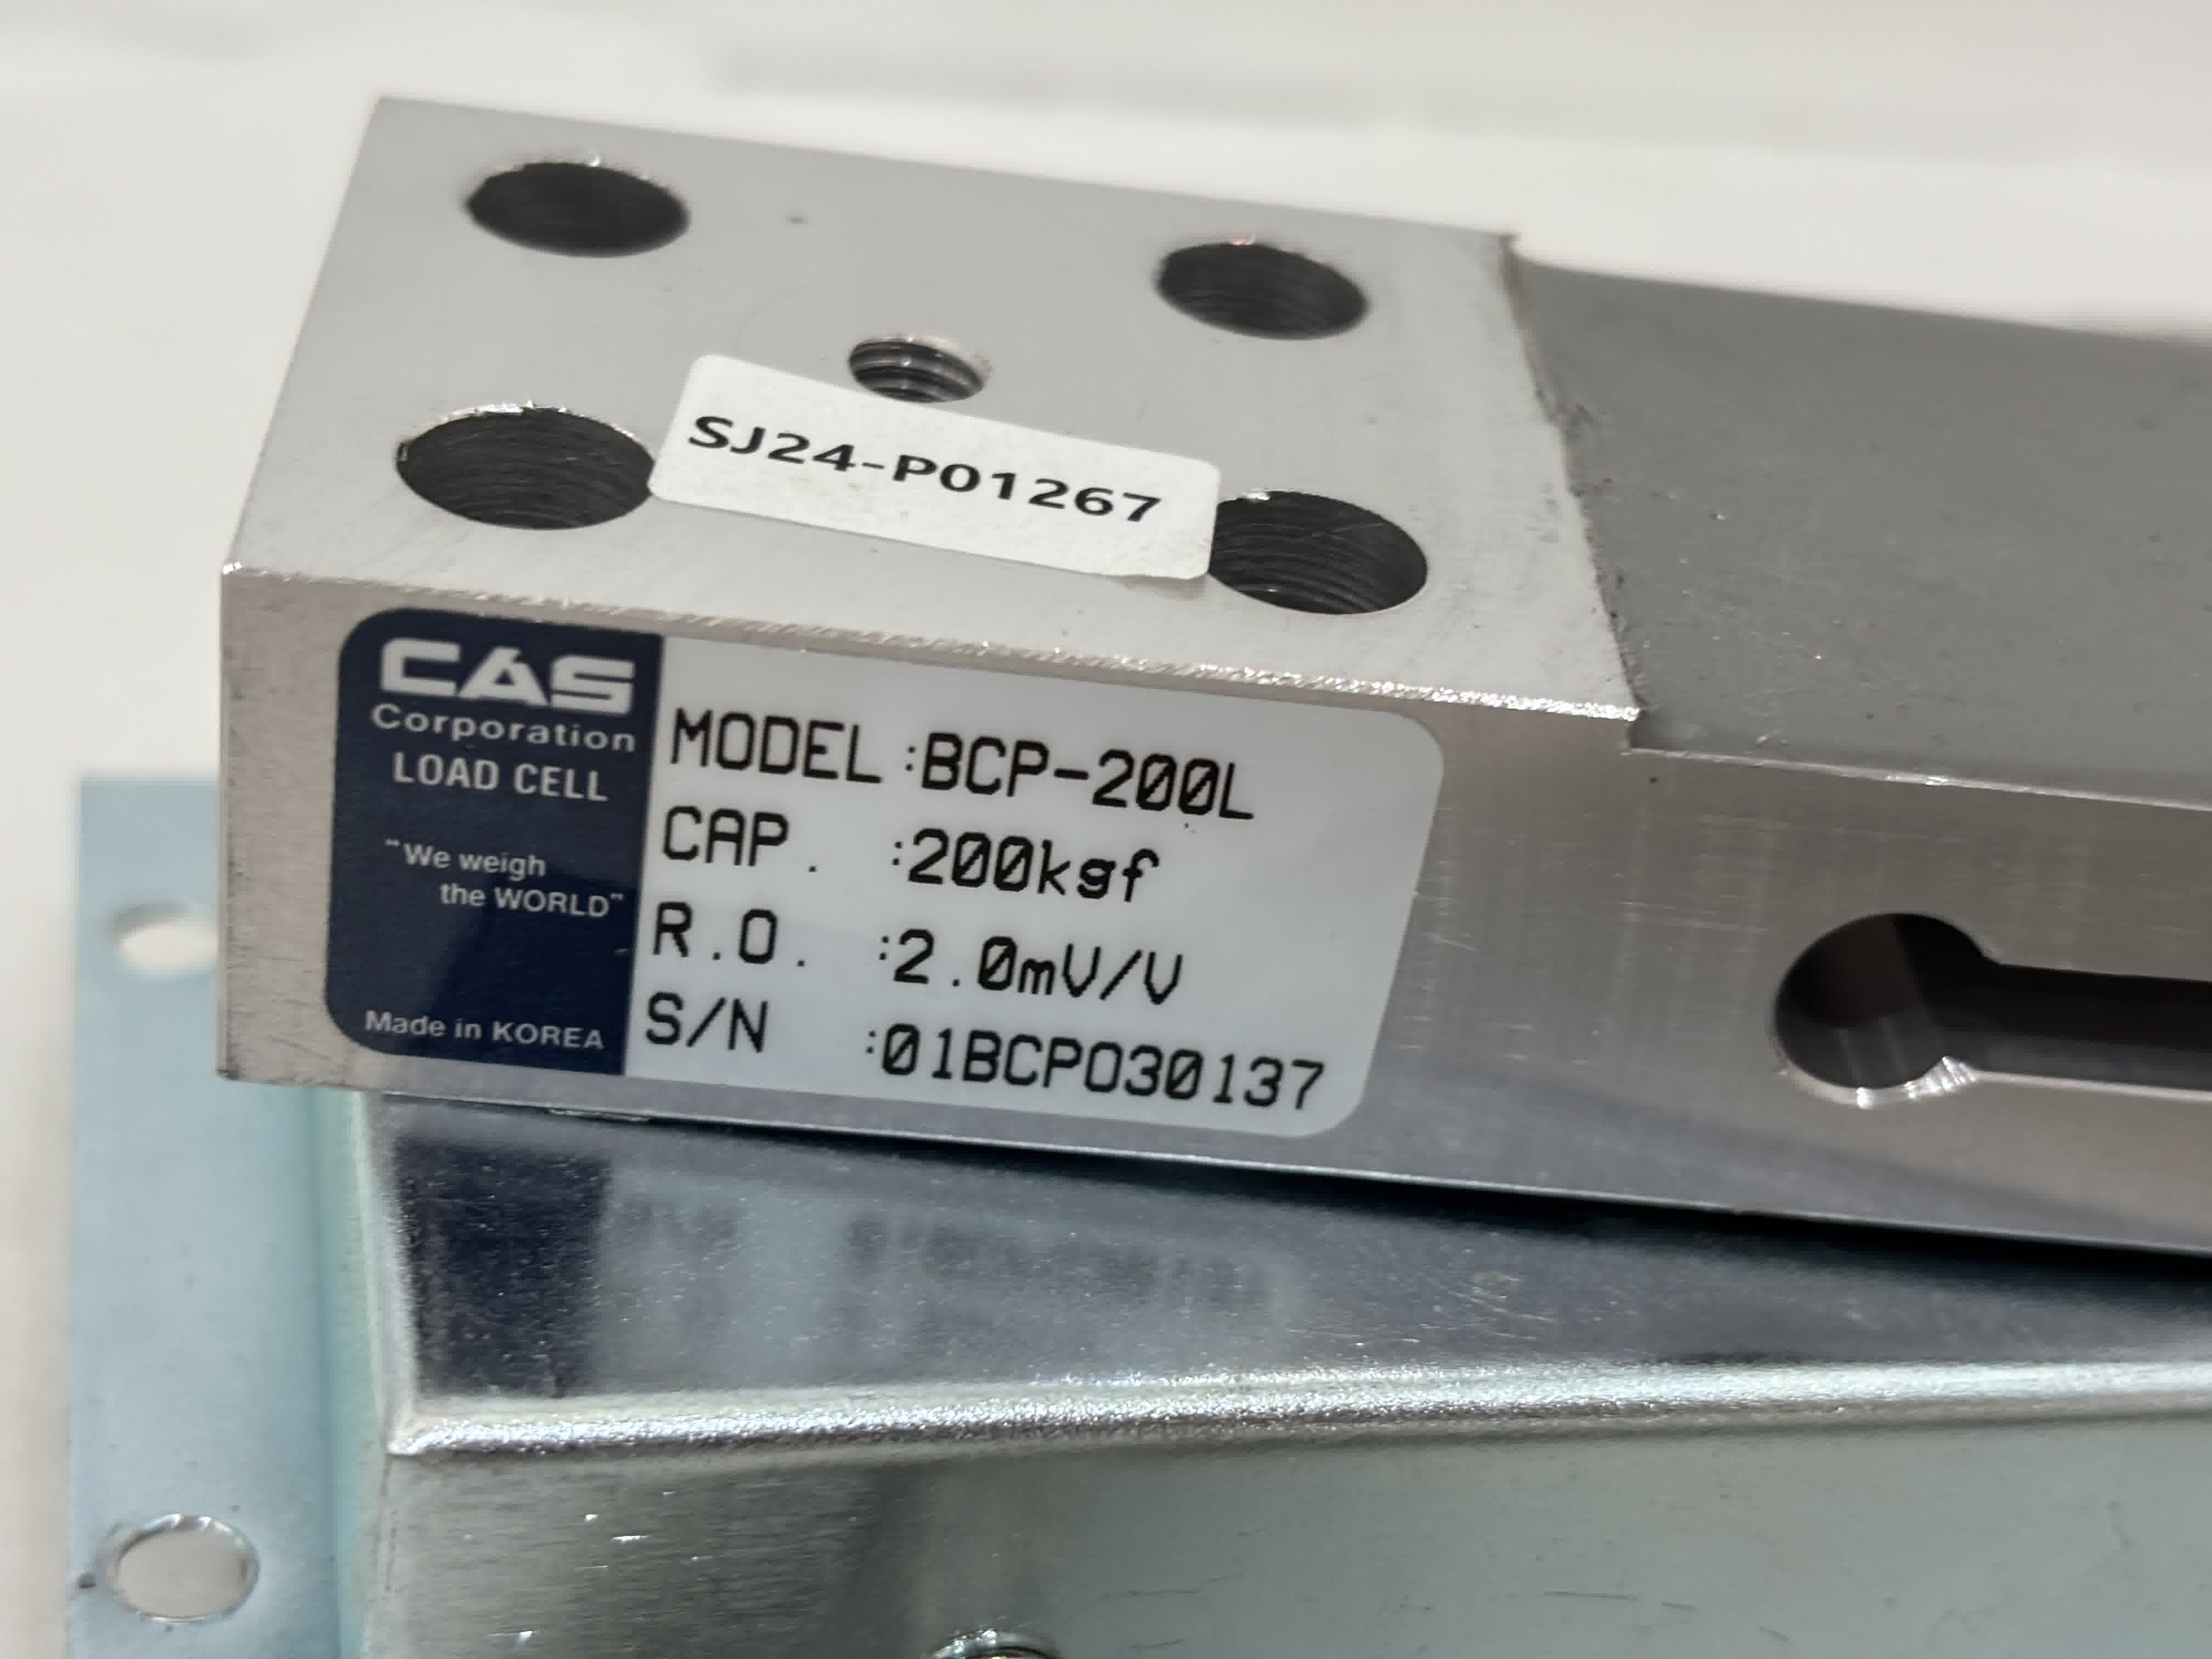 SJ24-P01267
CAS
Corporation
LOAD CELL
"We weigh
the WORLD"
Made in KOREA
MODEL :BCP-200L
CAP. :200kgf
R.O. :2.0mV/V
S/N :01BCPO30137